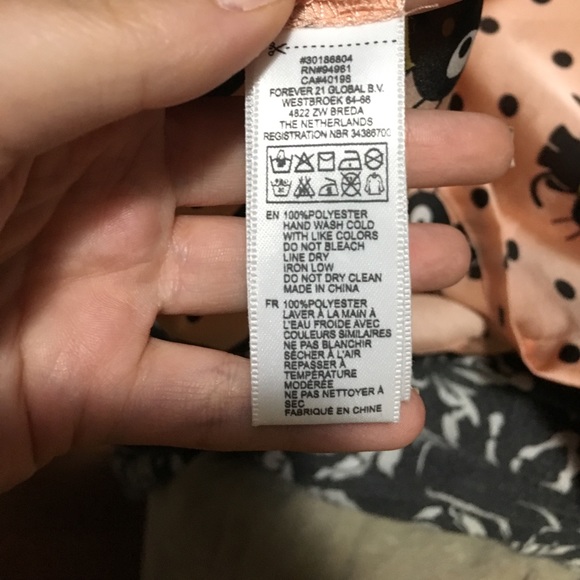 #30186804
RN#94961
CA#40198
FOREVER 21 GLOBAL B.V.
WESTBROEK 64-66
4822 ZW BREDA
THE NETHERLANDS
REGISTRATION NBR 34386700
EN 100%POLYESTER
HAND WASH COLD
WITH LIKE COLORS
DO NOT BLEACH
LINE DRY
IRON LOW
DO NOT DRY CLEAN
MADE IN CHINA
FR 100%POLYESTER
LAVER À LA MAIN À
L'EAU FROIDE AVEC
COULEURS SIMILAIRES
NE PAS BLANCHIR
SÉCHER À L'AIR
REPASSER À
TEMPÉRATURE
MODÉRÉE
NE PAS NETTOYER À
SEC
FABRIQUÉ EN CHINE